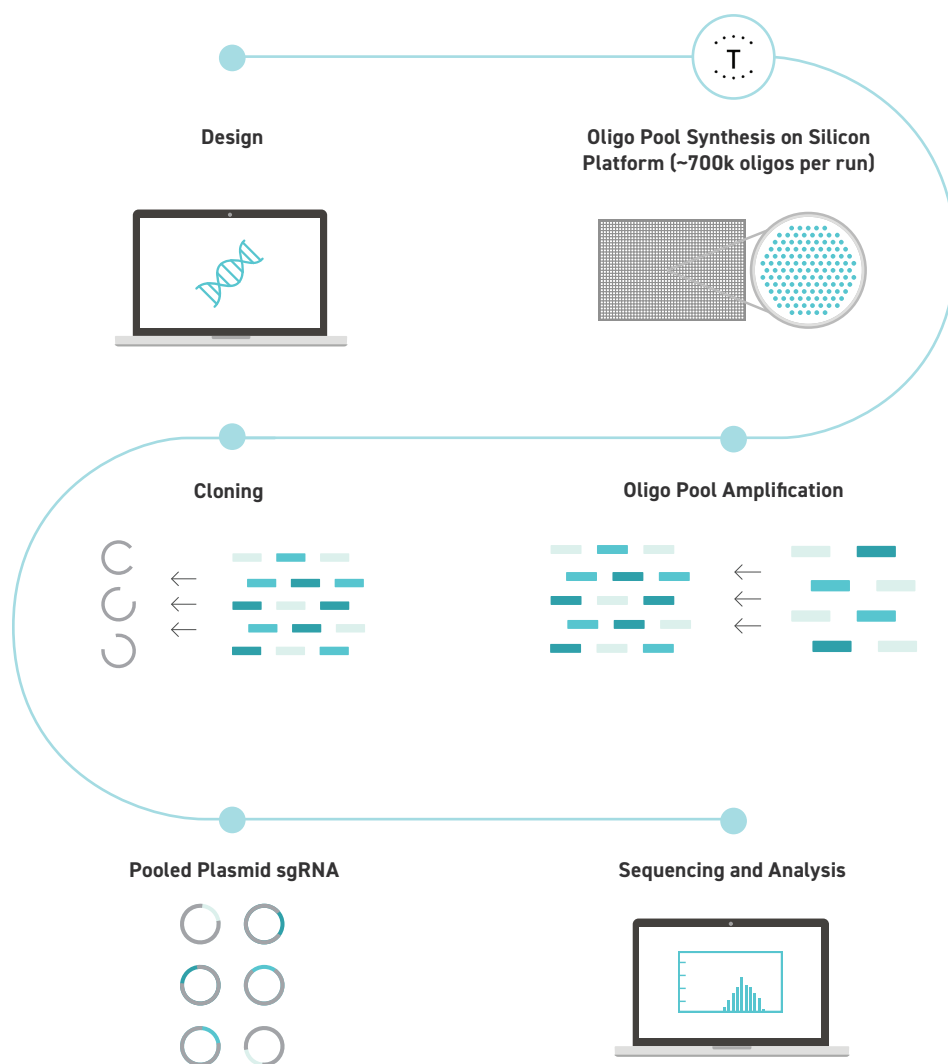 T
Design
Oligo Pool Synthesis on Silicon
Platform (~700k oligos per run)
Cloning
Oligo Pool Amplification
Pooled Plasmid sgRNA
Sequencing and Analysis